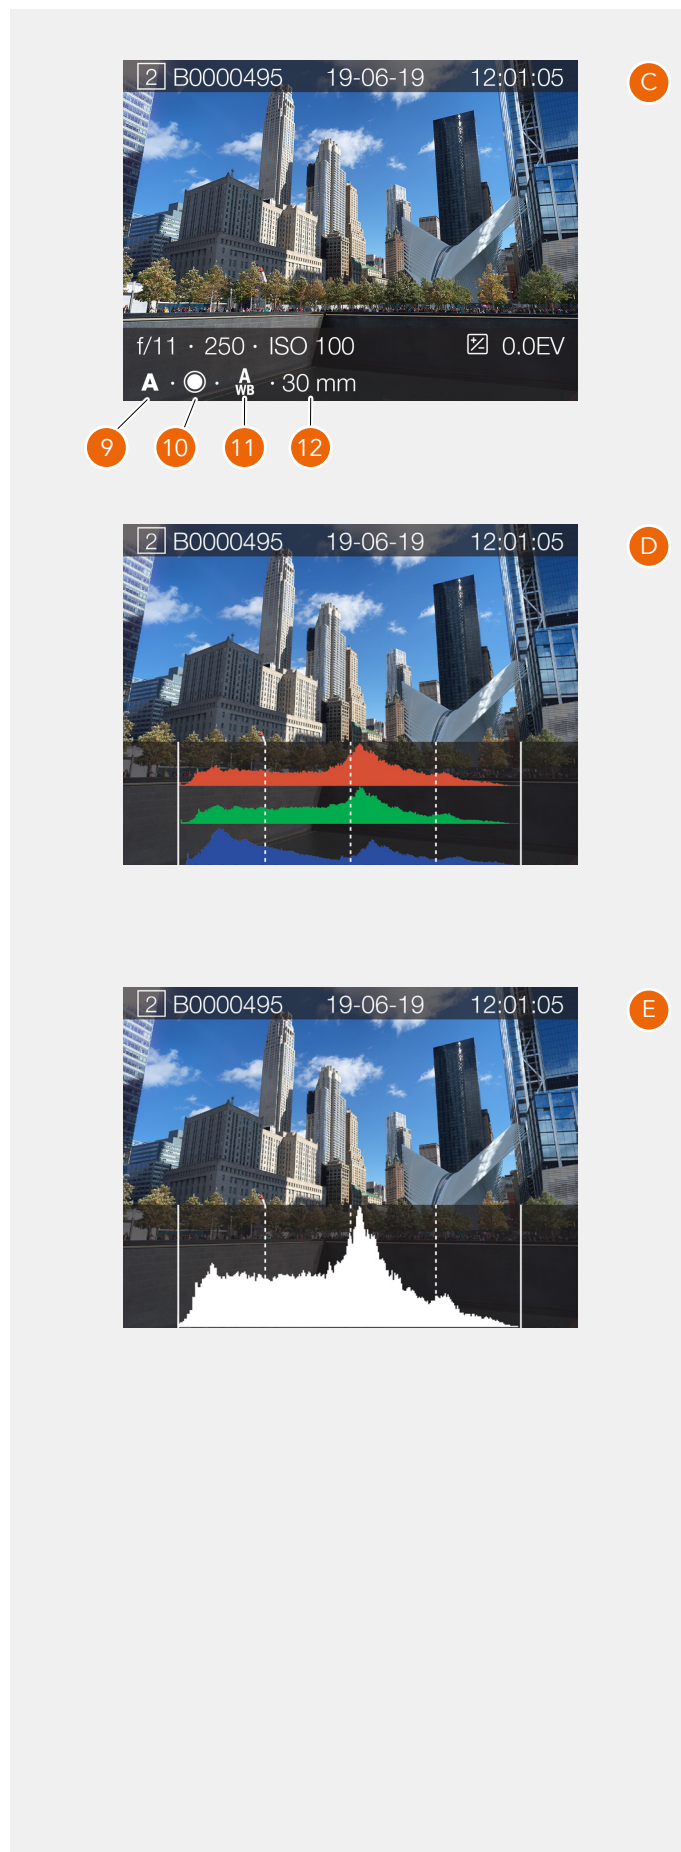 2 B0000495 19-06-19 12:01:05 C
f/11 · 250 · ISO 100 0.0EV
A · · A WB · 30 mm
9 10 11 12
2 B0000495 19-06-19 12:01:05 D
2 B0000495 19-06-19 12:01:05 E